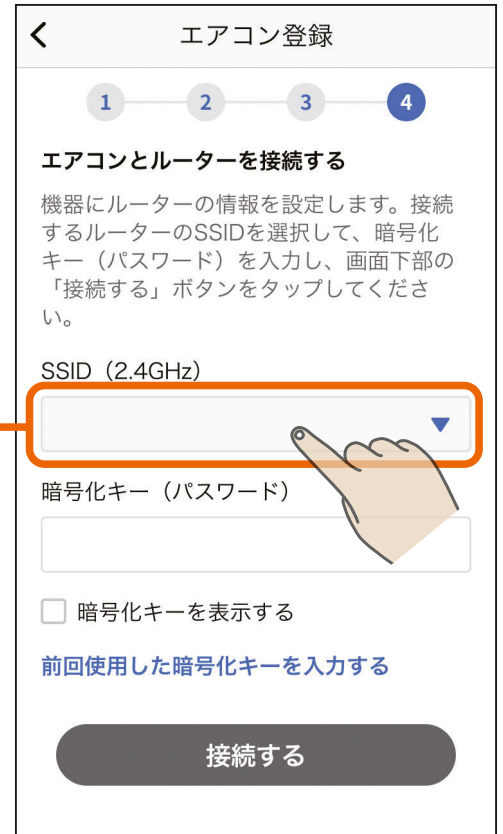 エアコン登録
1 2 3 4
エアコンとルーターを接続する
機器にルーターの情報を設定します。接続
するルーターのSSIDを選択して、暗号化
キー（パスワード）を入力し、画面下部の
「接続する」ボタンをタップしてくださ
い。
SSID（2.4GHz）
暗号化キー（パスワード）
暗号化キーを表示する
前回使用した暗号化キーを入力する
接続する